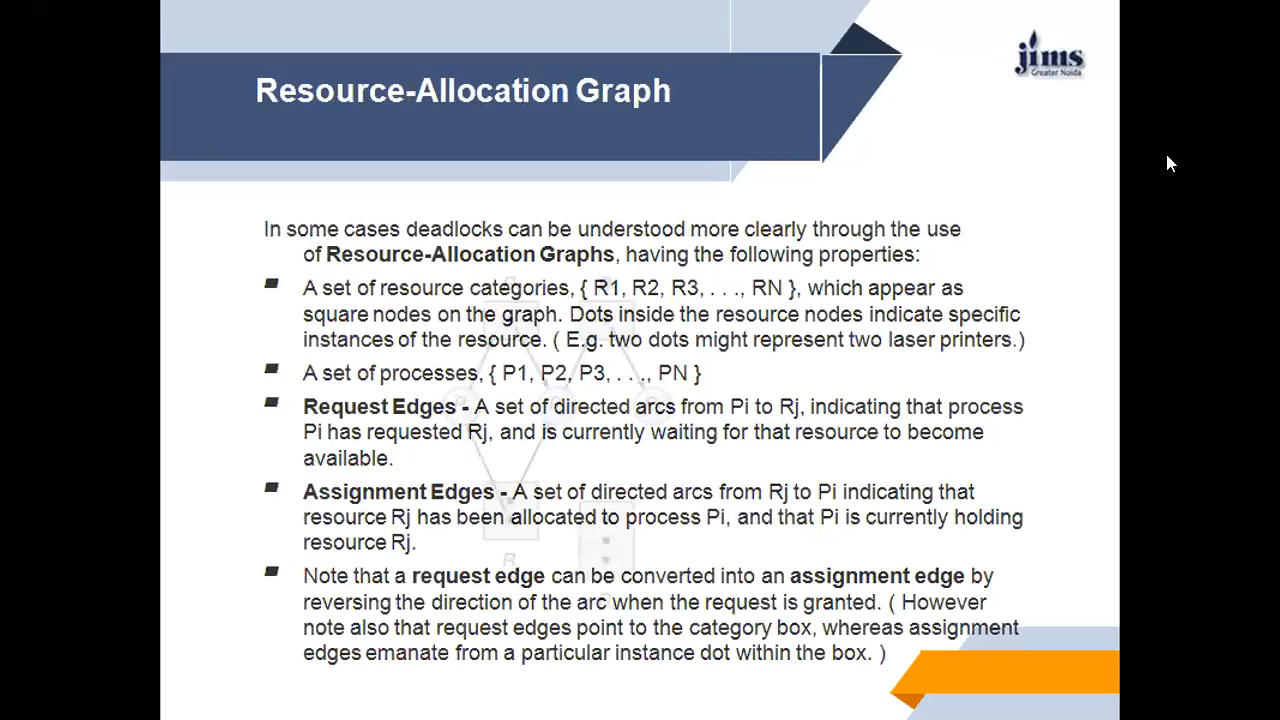 jims
Greater Noida
Resource-Allocation Graph
In some cases deadlocks can be understood more clearly through the use
of Resource-Allocation Graphs, having the following properties:
A set of resource categories, { R1, R2, R3, . . ., RN }, which appear as
square nodes on the graph. Dots inside the resource nodes indicate specific
instances of the resource. ( E.g. two dots might represent two laser printers.)
A set of processes, { P1, P2, P3, . . ., PN }
Request Edges - A set of directed arcs from Pi to Rj, indicating that process
Pi has requested Rj, and is currently waiting for that resource to become
available.
Assignment Edges - A set of directed arcs from Rj to Pi indicating that
resource Rj has been allocated to process Pi, and that Pi is currently holding
resource Rj.
Note that a request edge can be converted into an assignment edge by
reversing the direction of the arc when the request is granted. ( However
note also that request edges point to the category box, whereas assignment
edges emanate from a particular instance dot within the box. )